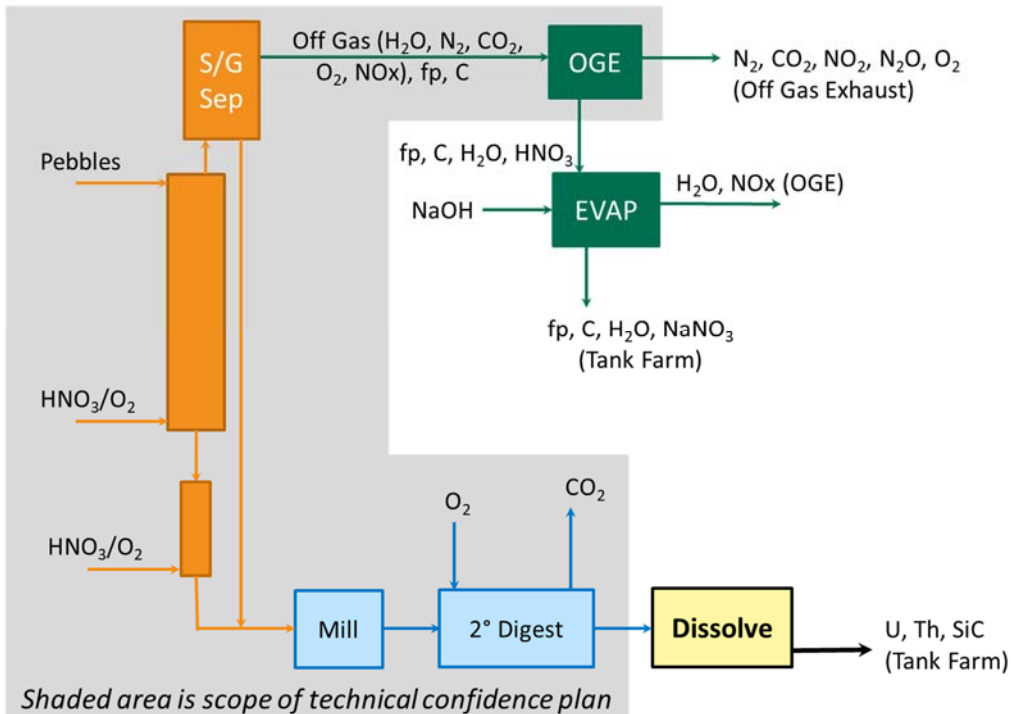 S/G
Sep
Off Gas (H₂O, N₂, CO₂,
O₂, NOx), fp, C
OGE
N₂, CO₂, NO₂, N₂O, O₂
(Off Gas Exhaust)
Pebbles
fp, C, H₂O, HNO₃
NaOH
EVAP
H₂O, NOx (OGE)
fp, C, H₂O, NaNO₃
(Tank Farm)
HNO₃/O₂
HNO₃/O₂
O₂
CO₂
Mill
2° Digest
Dissolve
U, Th, SiC
(Tank Farm)
Shaded area is scope of technical confidence plan